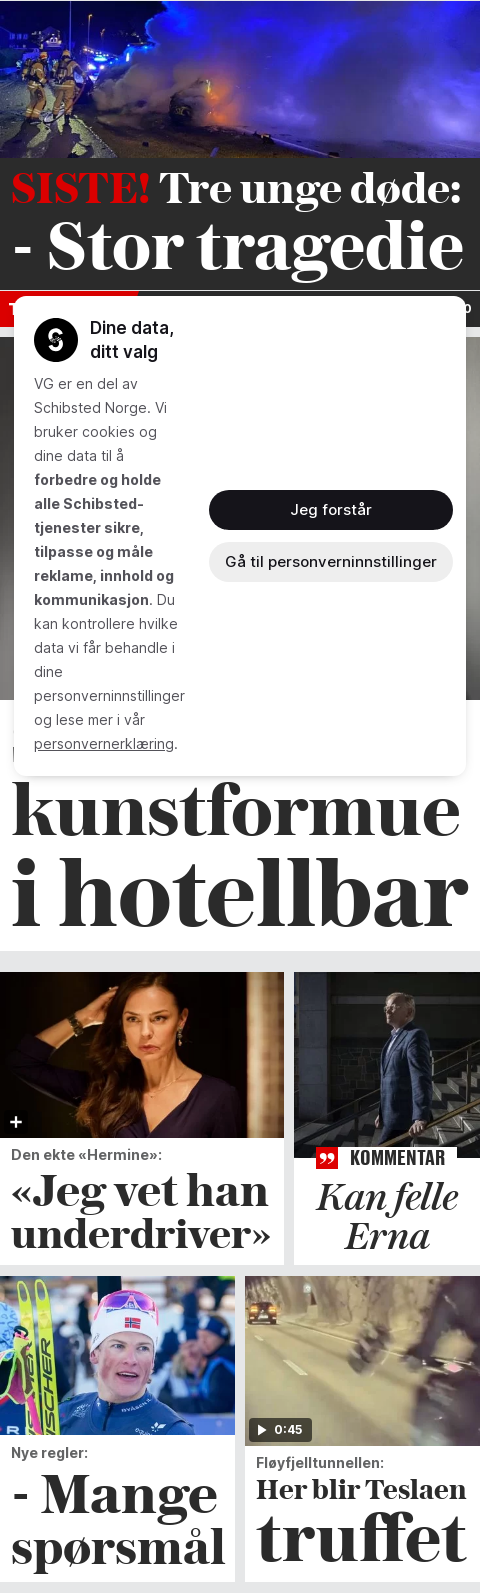 SISTE! Tre unge døde:
- Stor tragedie
Dine data,
ditt valg
VG er en del av
Schibsted Norge. Vi
bruker cookies og
dine data til å
forbedre og holde
alle Schibsted-
tjenester sikre,
tilpasse og måle
reklame, innhold og
kommunikasjon. Du
kan kontrollere hvilke
data vi får behandle i
dine
personverninnstillinger
og lese mer i vår
personvernerklæring.
Jeg forstår
Gå til personverninnstillinger
kunstformue
i hotellbar
Den ekte «Hermine»:
«Jeg vet han
underdriver»
KOMMENTAR
Kan felle
Erna
FISCHER
Nye regler:
- Mange
spørsmål
0:45
Fløyfjelltunnellen:
Her blir Teslaen
truffet